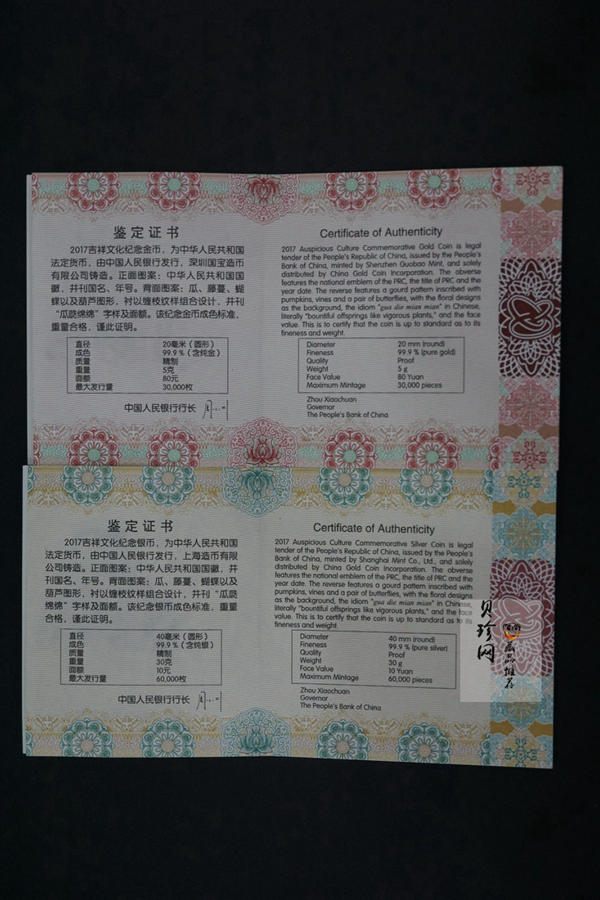 鉴定证书
2017吉祥文化纪念金币，为中华人民共和国
法定货币，由中国人民银行发行，深圳国宝造币
有限公司铸造。正面图案：中华人民共和国国
徽，并刊国名、年号。背面图案：瓜、藤蔓、蝴
蝶以及葫芦图形，衬以缠枝纹样组合设计，并刊
“瓜瓞绵绵”字样及面额。该纪念金币成色标准，
重量合格，谨此证明。
直径 20毫米（圆形）
成色 99.9％（含纯金）
质量 精制
重量 5克
面额 80元
最大发行量 30,000枚
中国人民银行行长
Certificate of Authenticity
2017 Auspicious Culture Commemorative Gold Coin is legal
tender of the People's Republic of China, issued by the People's
Bank of China, minted by Shenzhen Guobao Mint, and solely
distributed by China Gold Coin Incorporation. The obverse
features the national emblem of the PRC, the title of PRC and the
year date. The reverse features a gourd pattern inscribed with
pumpkins, vines and a pair of butterflies, with the floral designs
as the background, the idiom "gua die mian mian" in Chinese,
literally "bountiful offsprings like vigorous plants," and the face
value. This is to certify that the coin is up to standard as to its
fineness and weight.
Diameter 20 mm (round)
Fineness 99.9 % (pure gold)
Quality Proof
Weight 5 g
Face Value 80 Yuan
Maximum Mintage 30,000 pieces
Zhou Xiaochuan
Governor
The People's Bank of China
鉴定证书
2017吉祥文化纪念银币，为中华人民共和国
法定货币，由中国人民银行发行，上海造币有限
公司铸造。正面图案：中华人民共和国国徽，并
刊国名、年号。背面图案：瓜、藤蔓、蝴蝶以及
葫芦图形，衬以缠枝纹样组合设计，并刊“瓜瓞
绵绵”字样及面额。该纪念银币成色标准，重量
合格，谨此证明。
直径 40毫米（圆形）
成色 99.9％（含纯银）
质量 精制
重量 30克
面额 10元
最大发行量 60,000枚
中国人民银行行长
Certificate of Authenticity
2017 Auspicious Culture Commemorative Silver Coin is legal
tender of the People's Republic of China, issued by the People's
Bank of China, minted by Shanghai Mint Co., Ltd., and solely
distributed by China Gold Coin Incorporation. The obverse
features the national emblem of the PRC, the title of PRC and the
year date. The reverse features a gourd pattern inscribed with
pumpkins, vines and a pair of butterflies, with the floral designs
as the background, the idiom "gua die mian mian" in Chinese,
literally "bountiful offsprings like vigorous plants," and the face
value. This is to certify that the coin is up to standard as to its
fineness and weight.
Diameter 40 mm (round)
Fineness 99.9 % (pure silver)
Quality Proof
Weight 30 g
Face Value 10 Yuan
Maximum Mintage 60,000 pieces
Zhou Xiaochuan
Governor
The People's Bank of China
贝珍网
藏品推荐